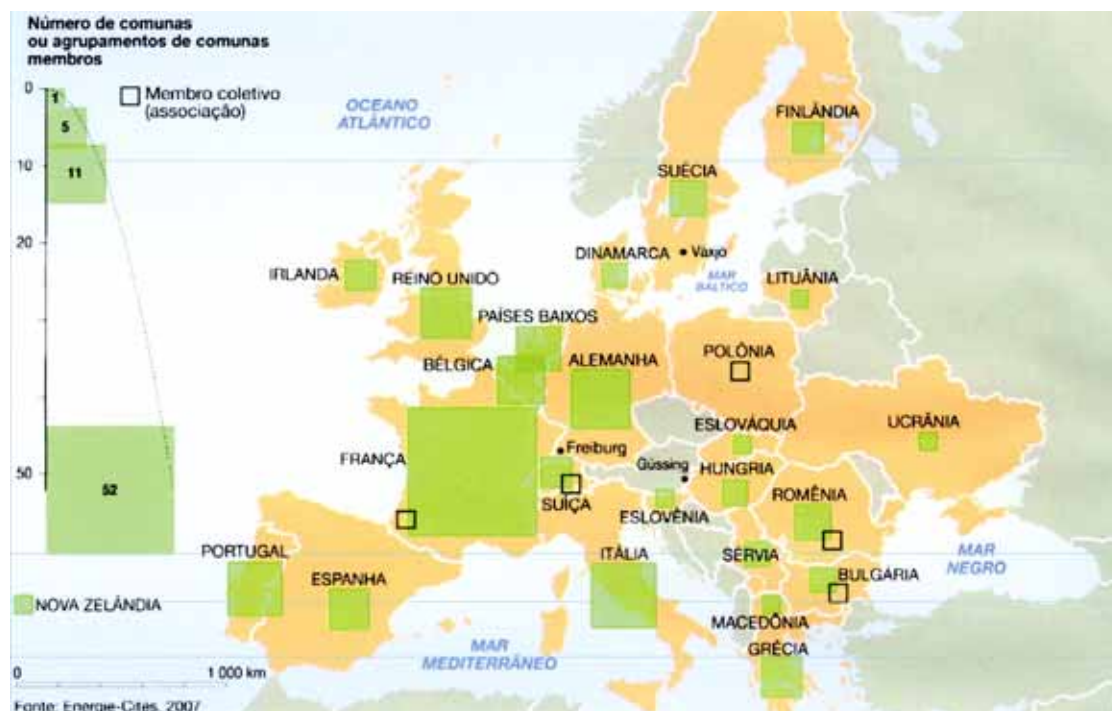 Número de comunas
ou agrupamentos de comunas
membros
0
1
5
10
11
20
50
52
Membro coletivo
(associação)
OCEANO
ATLÂNTICO
FINLÂNDIA
SUÉCIA
DINAMARCA
Vaxjo
MAR
BÁLTICO
LITUÂNIA
IRLANDA
REINO UNIDO
PAÍSES BAIXOS
BÉLGICA
ALEMANHA
POLÔNIA
ESLOVÁQUIA
UCRÂNIA
FRANÇA
Freiburg
Güssing
HUNGRIA
SUÍÇA
ESLOVÊNIA
ROMÊNIA
PORTUGAL
ESPANHA
ITÁLIA
SÉRVIA
BULGÁRIA
MAR
NEGRO
NOVA ZELÂNDIA
MACEDÔNIA
GRÉCIA
MAR
MEDITERRÂNEO
0
1 000 km
Fonte: Energie-Cités, 2007